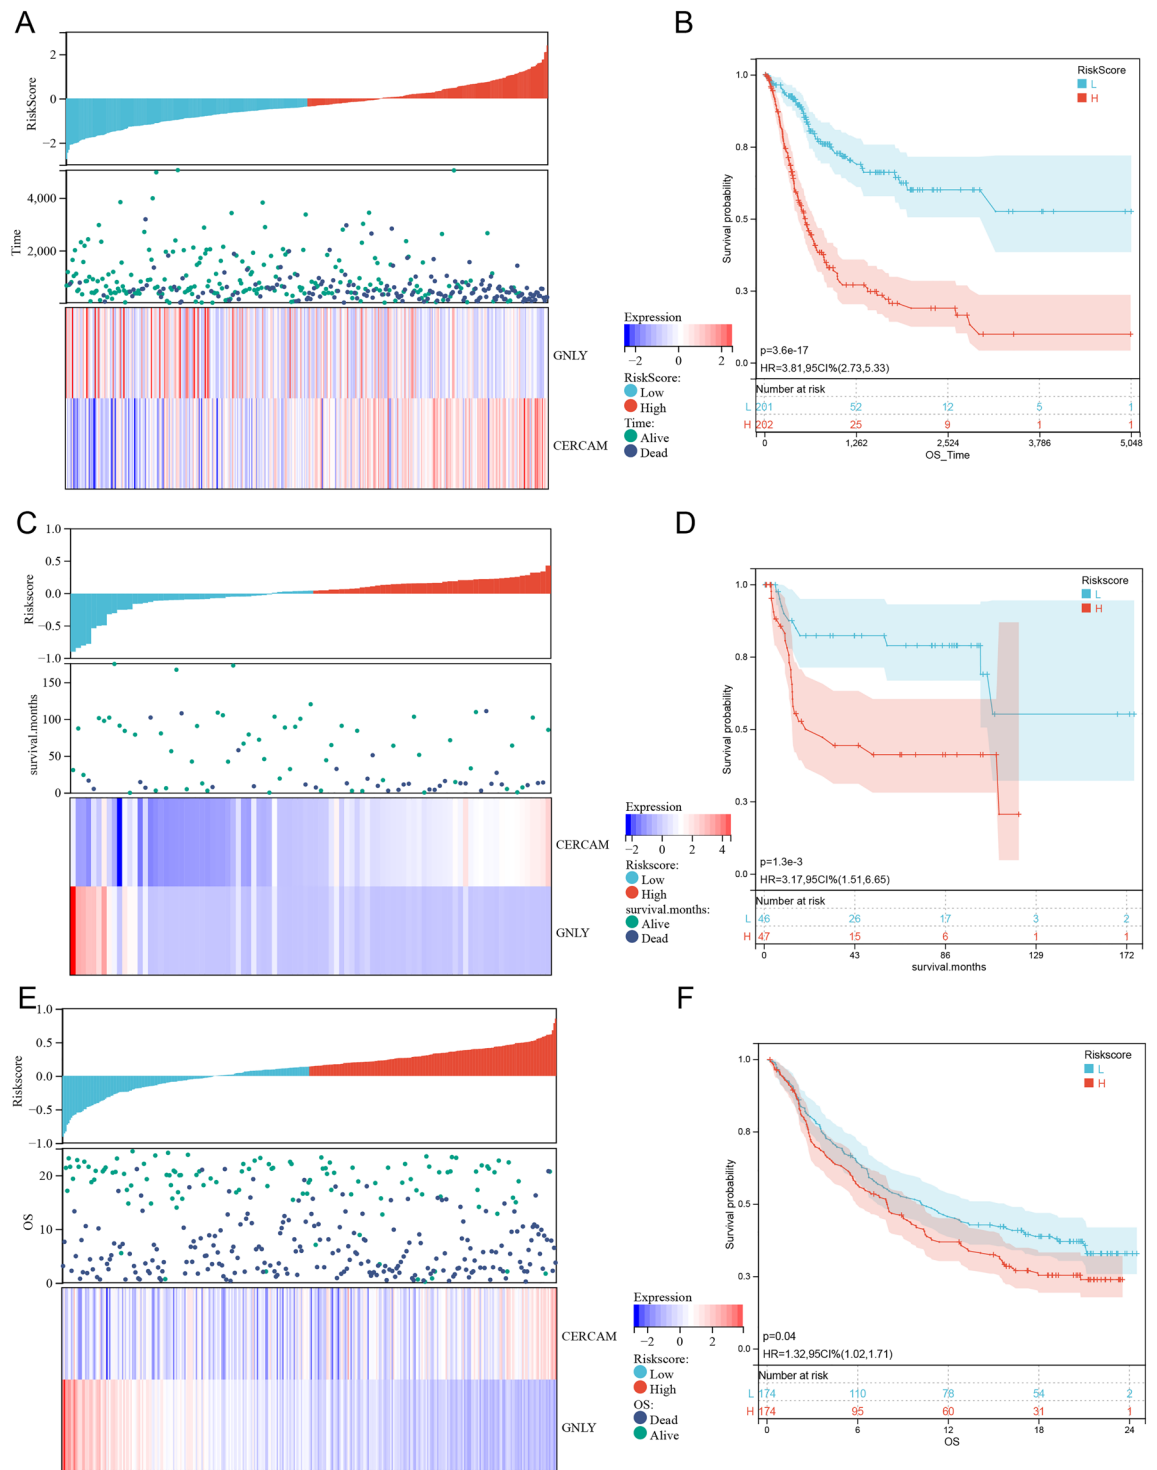 A
RiskScore
2
0
−2
Time
4,000
2,000
GNLY
CERCAM
Expression
−2 0 2
RiskScore:
Low
High
Time:
Alive
Dead
B
RiskScore
L
H
Survival probability
1.0
0.8
0.5
0.3
0.0
p=3.6e-17
HR=3.81,95CI%(2.73,5.33)
Number at risk
L 201 52 12 5 1
H 202 25 9 1 1
0 1,262 2,524 3,786 5,048
OS_Time
C
Riskscore
1.0
0.5
0.0
−0.5
−1.0
survival.months
150
100
50
0
CERCAM
GNLY
Expression
−2 0 2 4
Riskscore:
Low
High
survival.months:
Alive
Dead
D
Riskscore
L
H
Survival probability
1.0
0.8
0.5
0.3
0.0
p=1.3e-3
HR=3.17,95CI%(1.51,6.65)
Number at risk
L 46 26 17 3 2
H 47 15 6 1 1
0 43 86 129 172
survival.months
E
Riskscore
1.0
0.5
0.0
−0.5
−1.0
OS
20
10
0
CERCAM
GNLY
Expression
−2 0 2
Riskscore:
Low
High
OS:
Dead
Alive
F
Riskscore
L
H
Survival probability
1.0
0.8
0.5
0.3
0.0
p=0.04
HR=1.32,95CI%(1.02,1.71)
Number at risk
L 174 110 78 54 2
H 174 95 60 31 1
0 6 12 18 24
OS